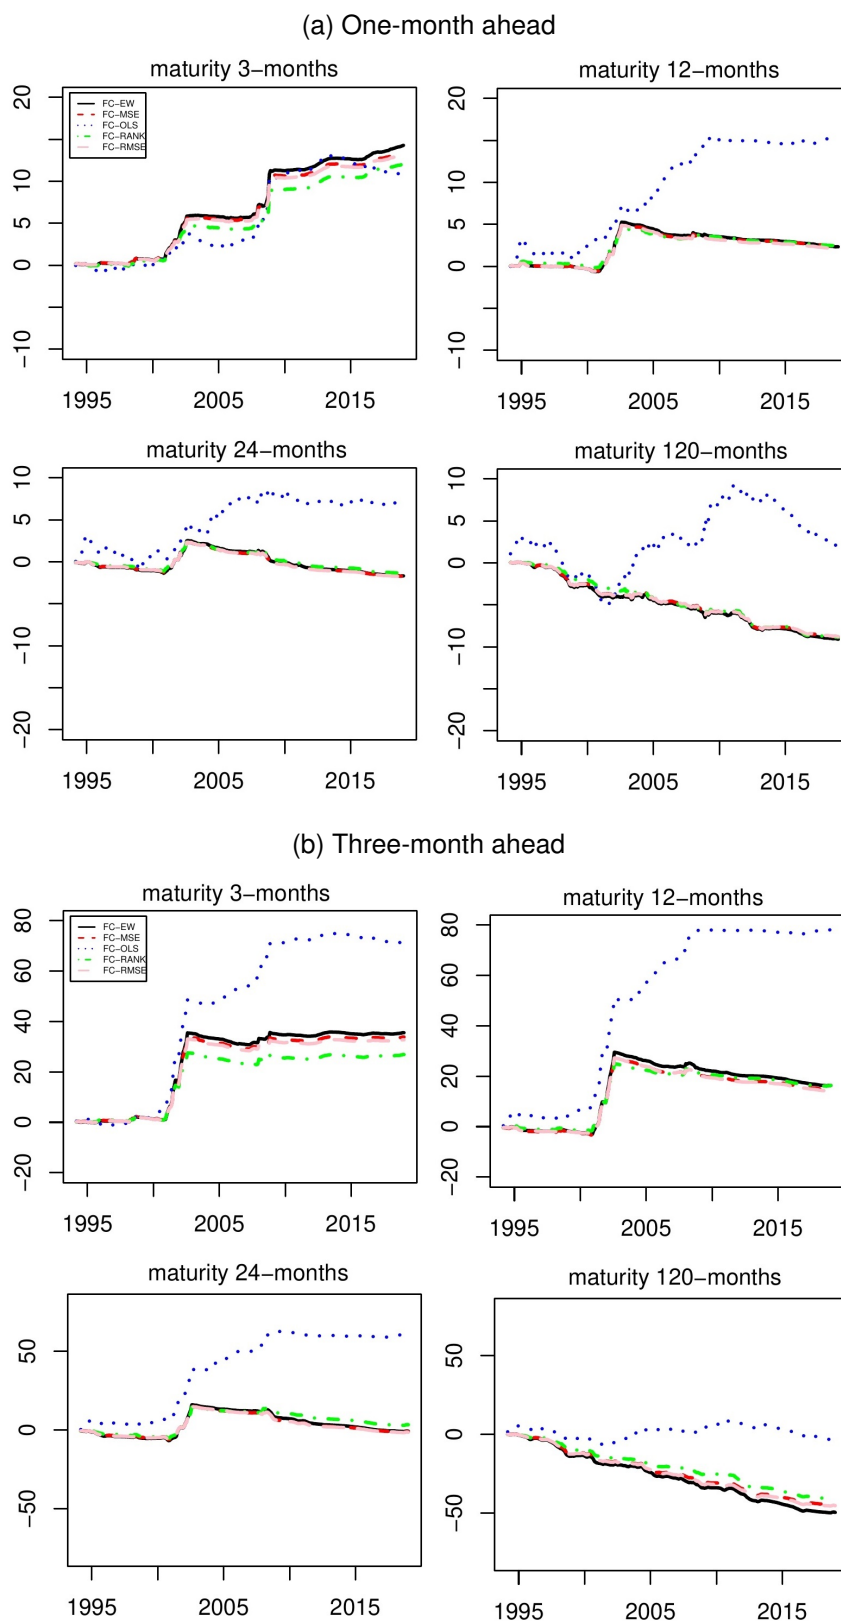 (a) One-month ahead
maturity 3−months
20
10
5
0
−10
FC−EW
FC−MSE
FC−OLS
FC−RANK
FC−RMSE
1995 2005 2015
maturity 12−months
20
10
5
0
−10
1995 2005 2015
maturity 24−months
10
5
0
−10
−20
1995 2005 2015
maturity 120−months
10
5
0
−10
−20
1995 2005 2015
(b) Three-month ahead
maturity 3−months
80
60
40
20
0
−20
FC−EW
FC−MSE
FC−OLS
FC−RANK
FC−RMSE
1995 2005 2015
maturity 12−months
80
60
40
20
0
−20
1995 2005 2015
maturity 24−months
50
0
−50
1995 2005 2015
maturity 120−months
50
0
−50
1995 2005 2015